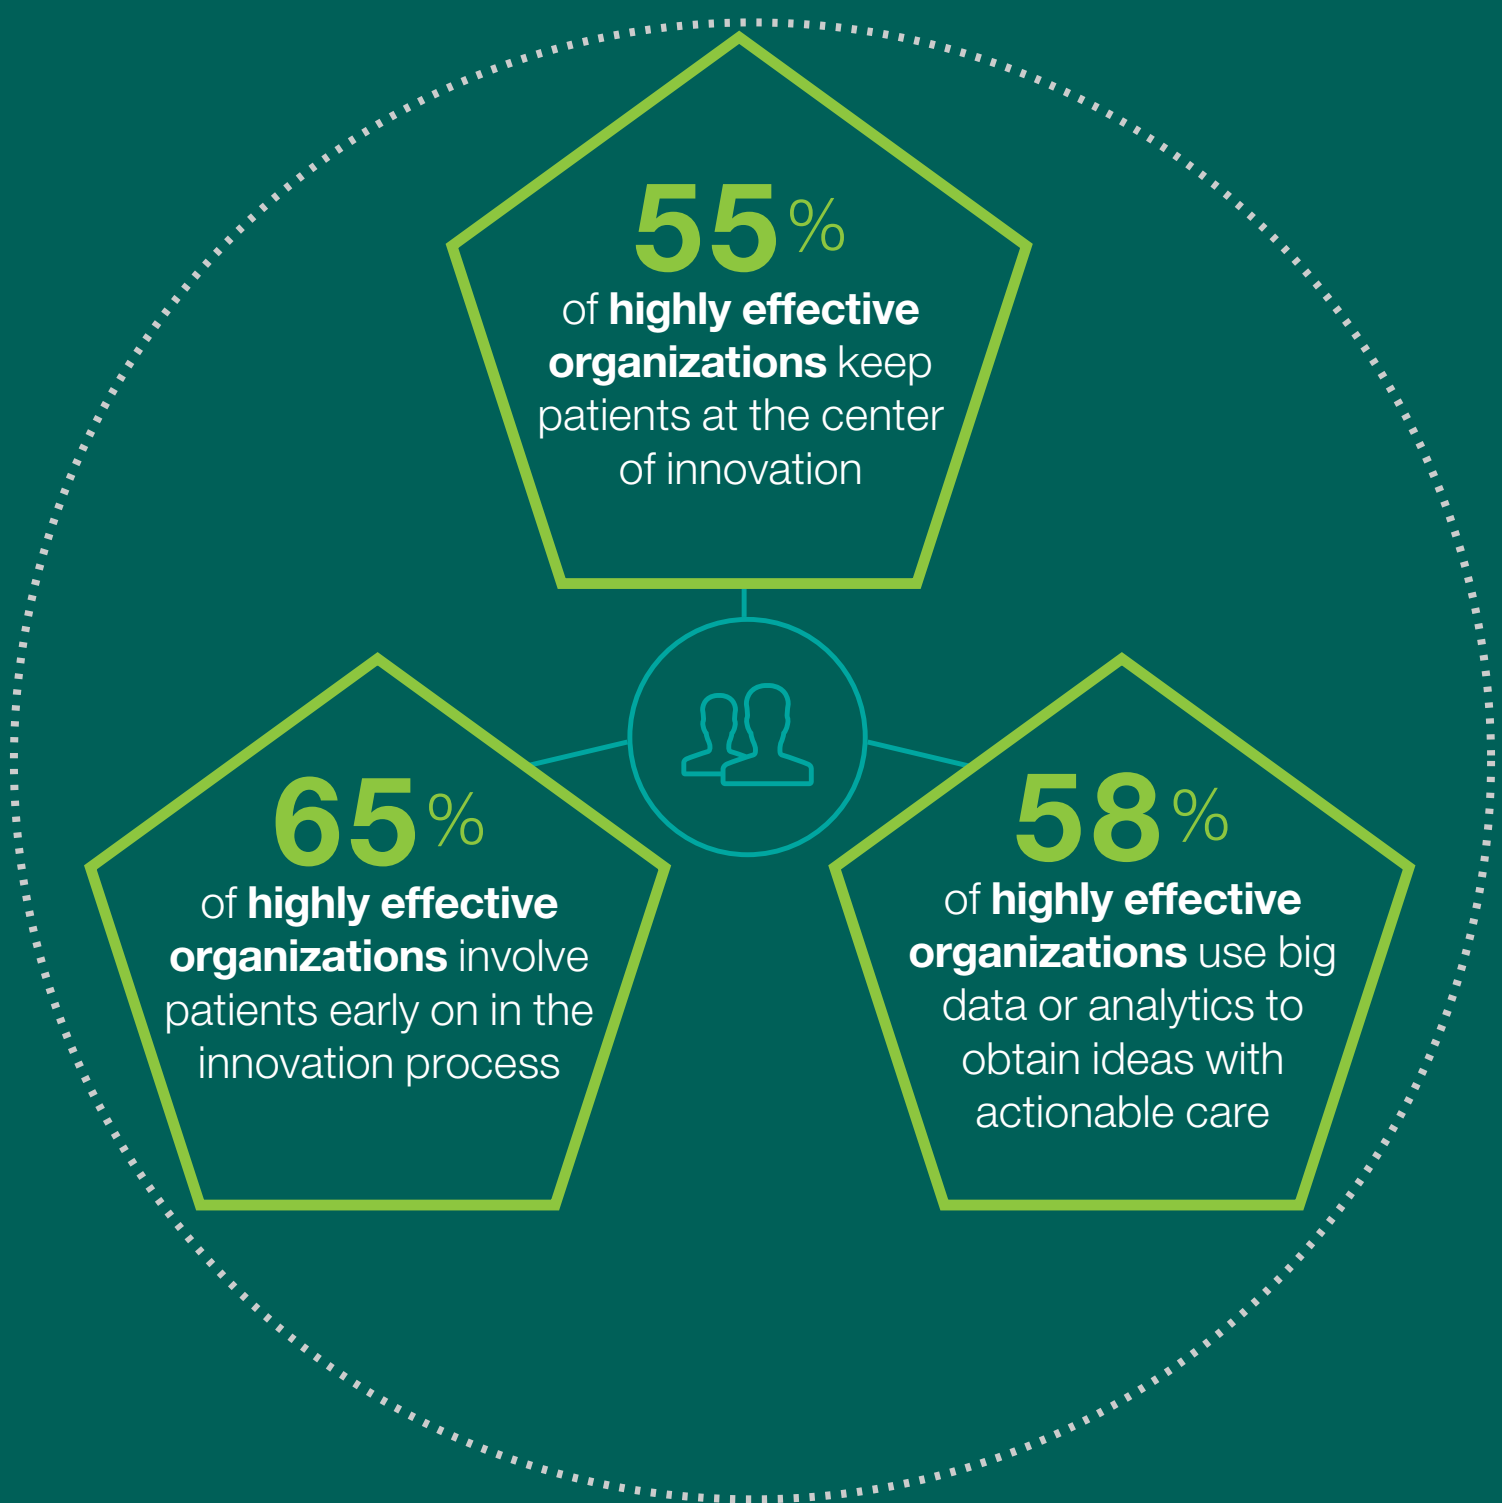 55%
of highly effective
organizations keep
patients at the center
of innovation
65%
of highly effective
organizations involve
patients early on in the
innovation process
58%
of highly effective
organizations use big
data or analytics to
obtain ideas with
actionable care